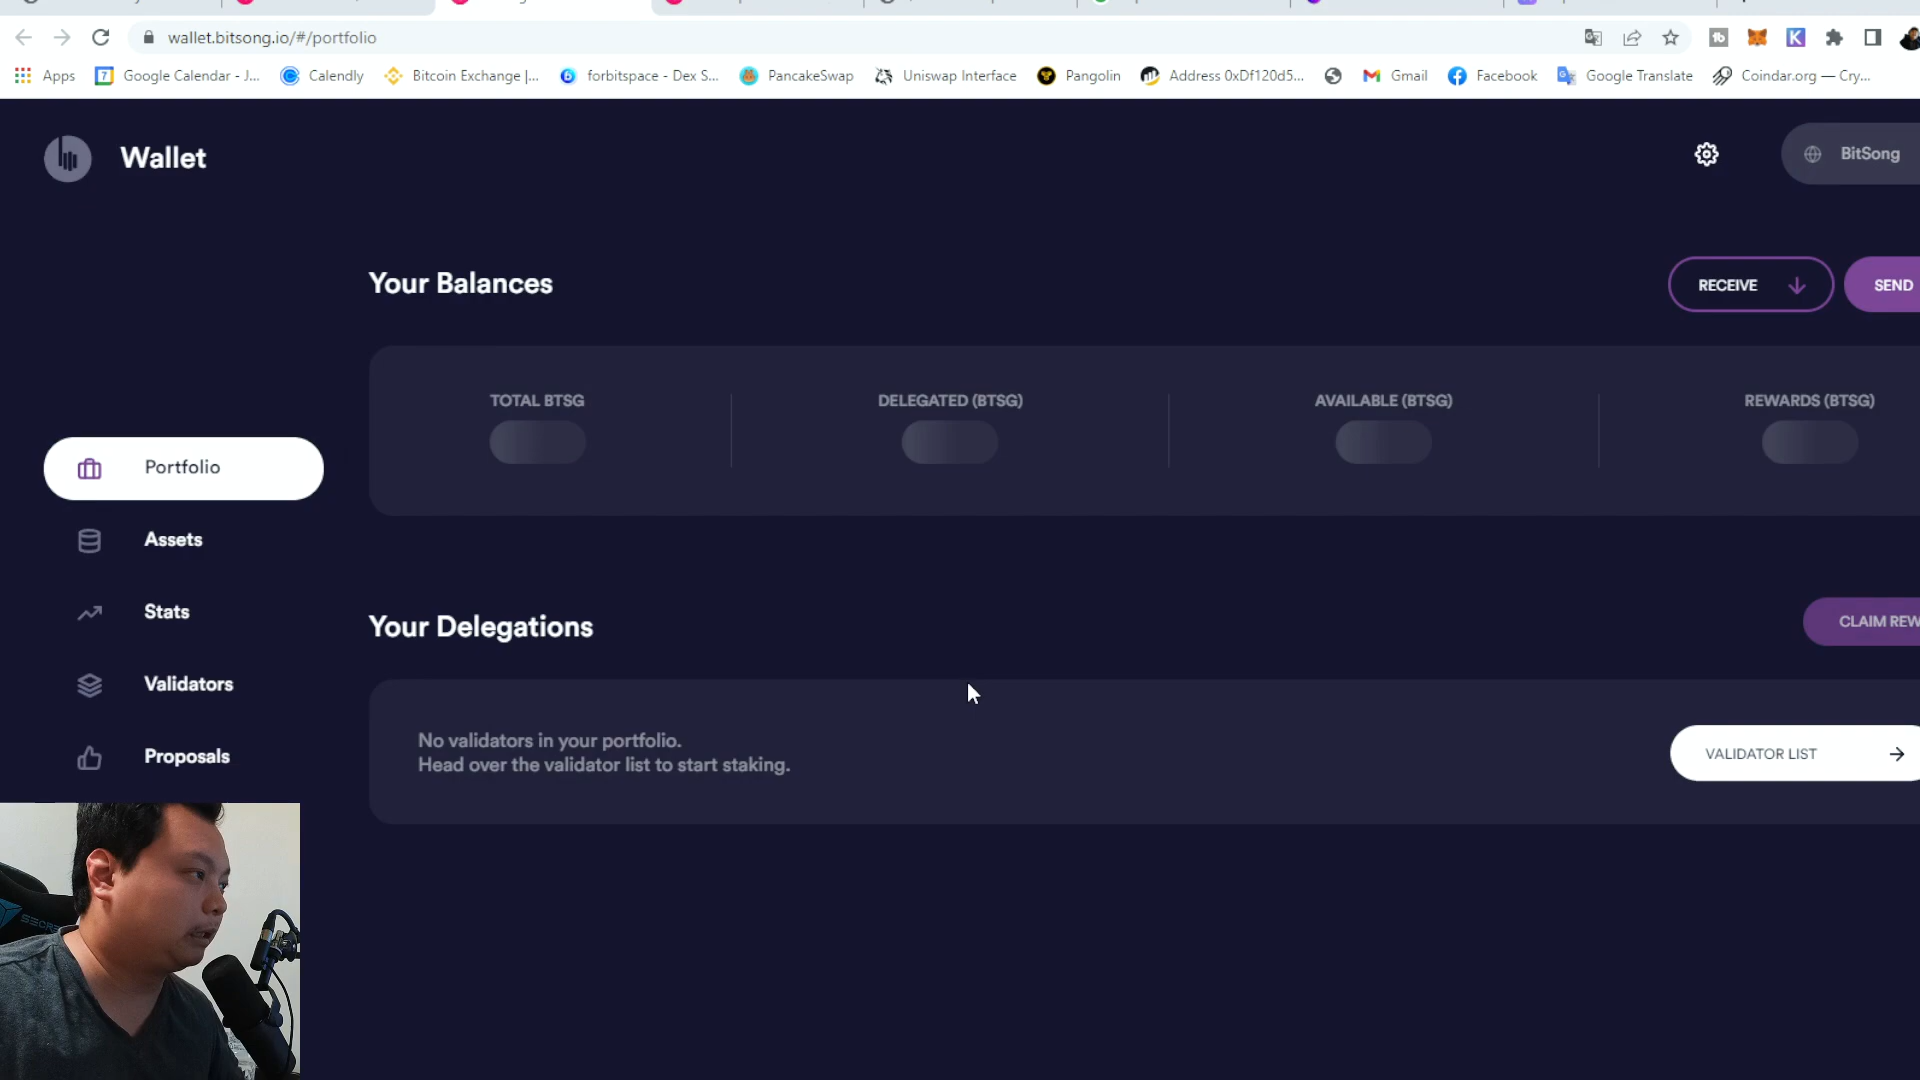 wallet.bitsong.io/#/portfolio
Apps
7
Google Calendar - J...
Calendly
Bitcoin Exchange |...
forbitspace - Dex S...
PancakeSwap
Uniswap Interface
Pangolin
Address 0xDf120d5...
Gmail
Facebook
Google Translate
Coindar.org — Cry...
Wallet
BitSong
Your Balances
RECEIVE
SEND
TOTAL BTSG
DELEGATED (BTSG)
AVAILABLE (BTSG)
REWARDS (BTSG)
Portfolio
Assets
Stats
Validators
Proposals
Your Delegations
CLAIM REW
No validators in your portfolio.
Head over the validator list to start staking.
VALIDATOR LIST
SECRE